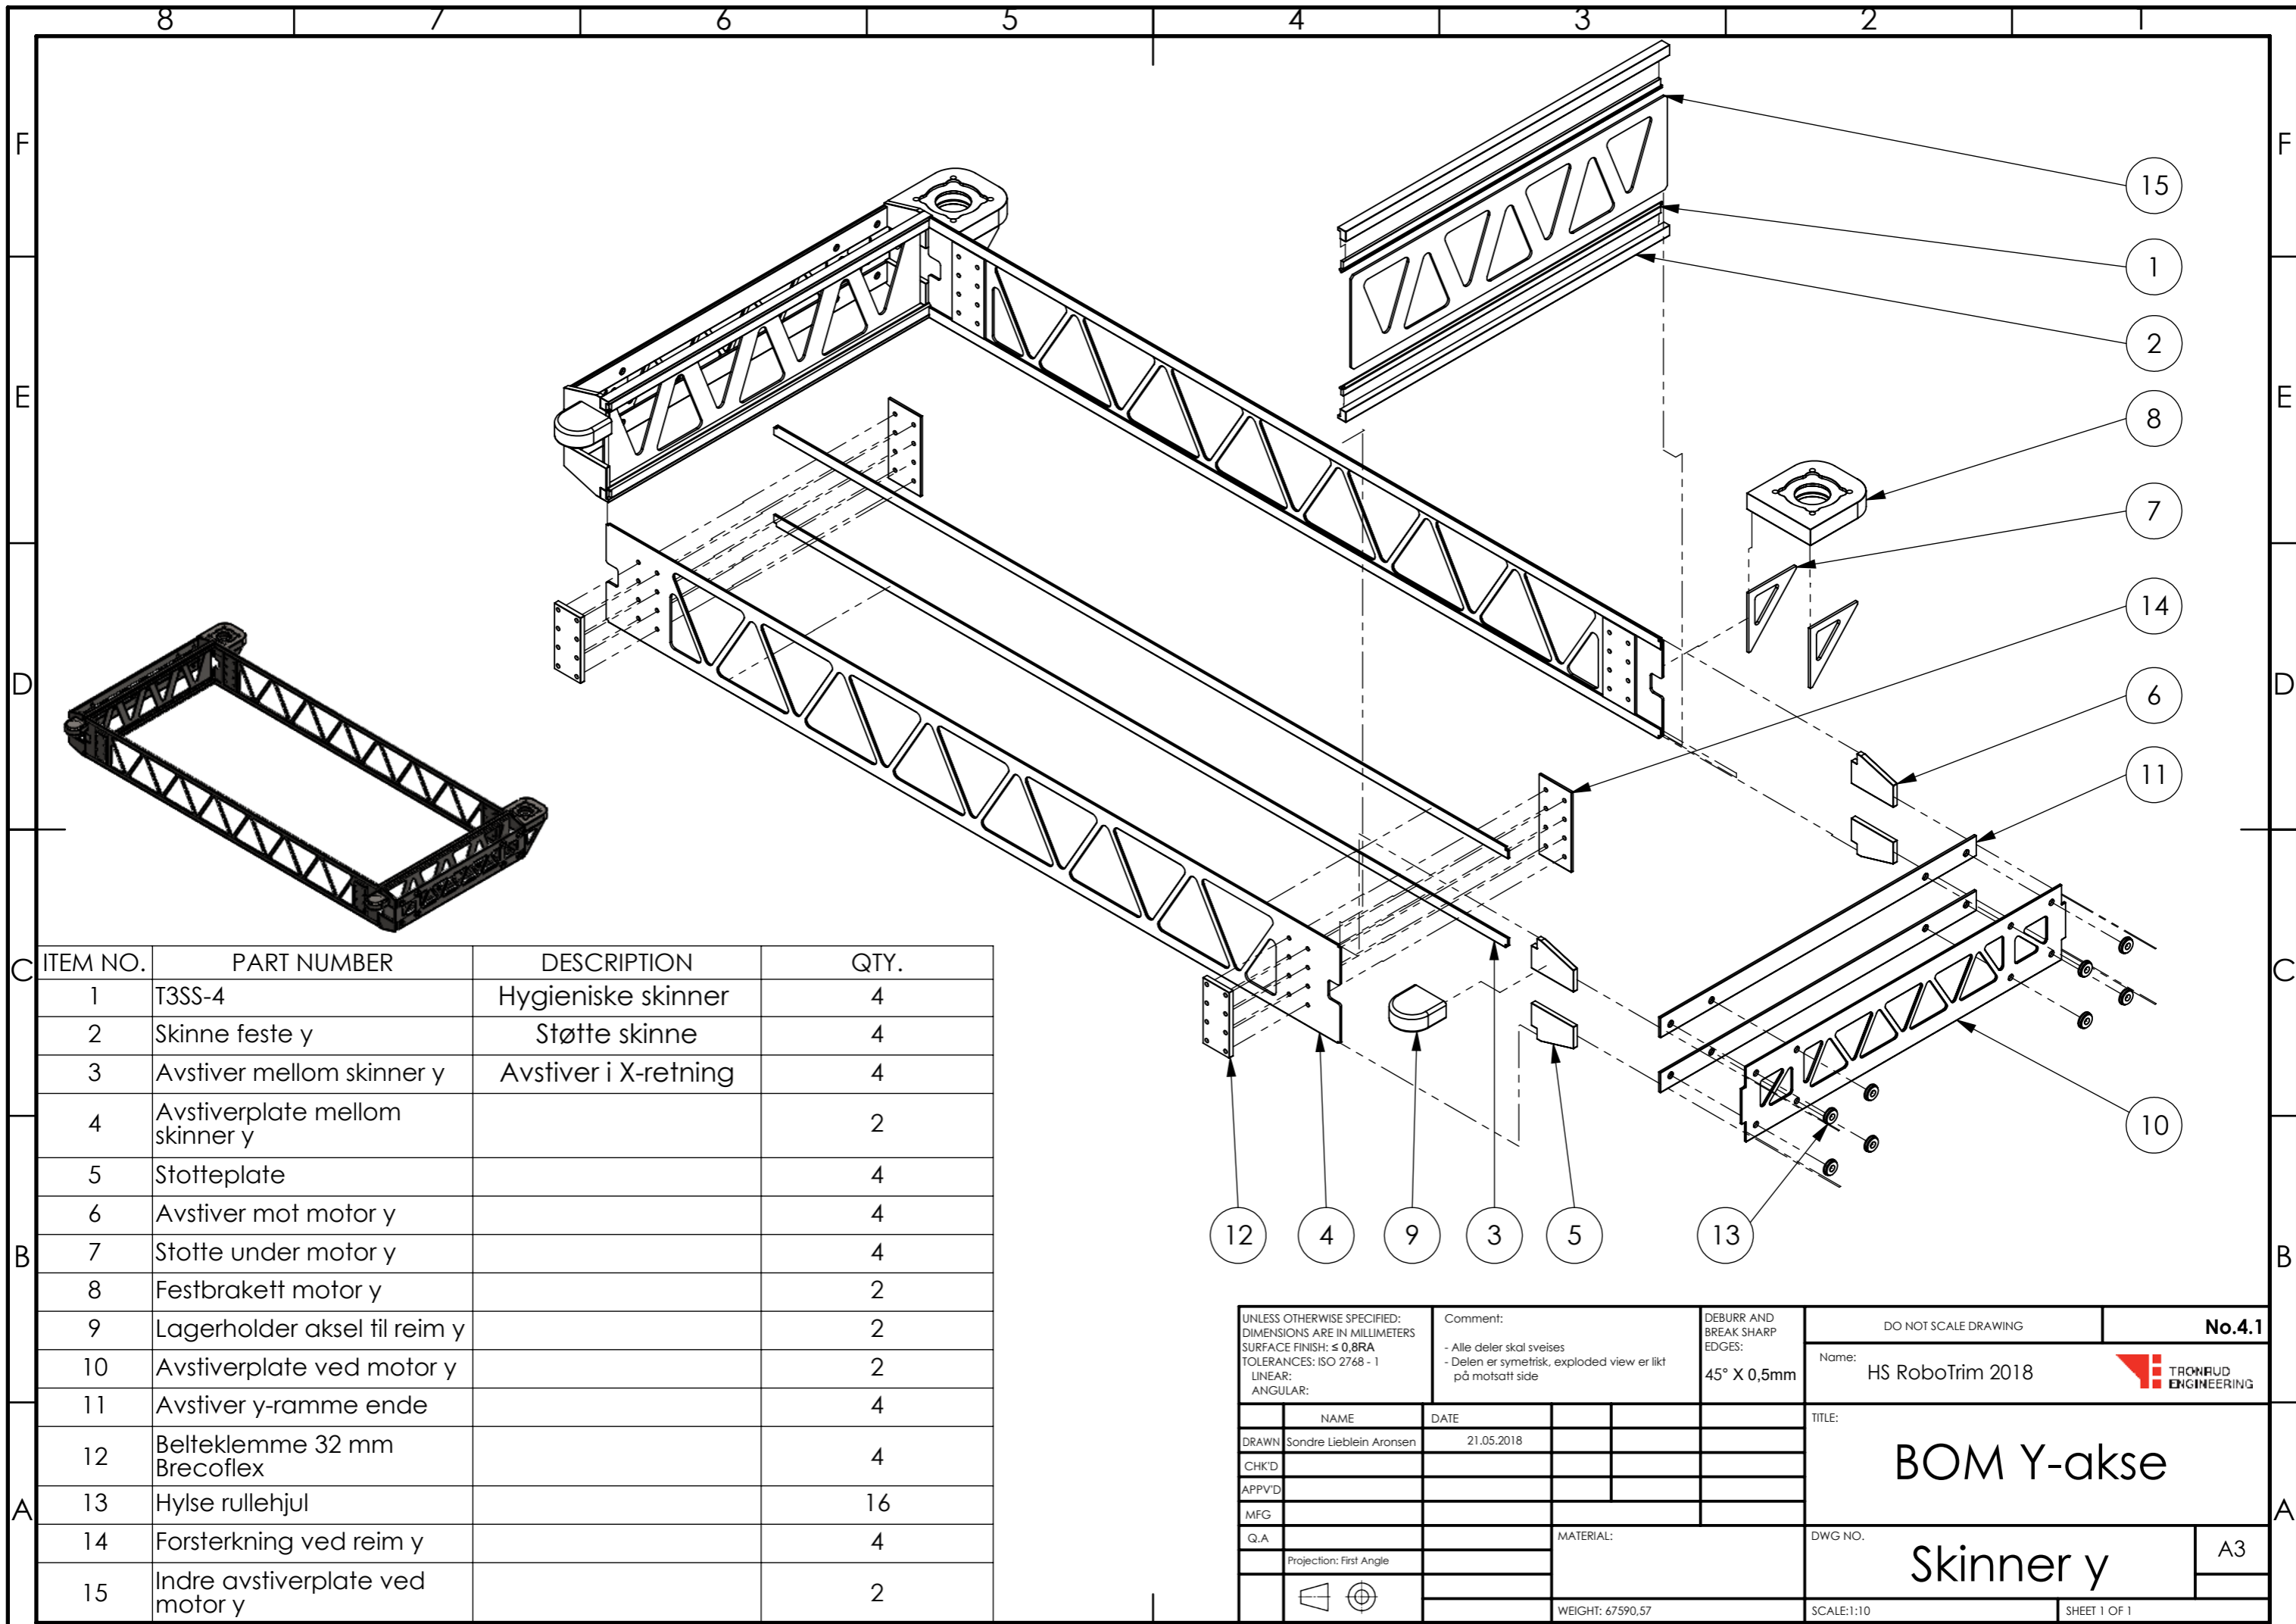 8 7 6 5 4 3 2
F F
E E
D D
C C
B B
A A
15
1
2
8
7
14
6
11
10
12 4 9 3 5 13
ITEM NO. PART NUMBER DESCRIPTION QTY.
1 T3SS-4 Hygieniske skinner 4
2 Skinne feste y Støtte skinne 4
3 Avstiver mellom skinner y Avstiver i X-retning 4
4 Avstiverplate mellom skinner y 2
5 Stotteplate 4
6 Avstiver mot motor y 4
7 Stotte under motor y 4
8 Festbrakett motor y 2
9 Lagerholder aksel til reim y 2
10 Avstiverplate ved motor y 2
11 Avstiver y-ramme ende 4
12 Belteklemme 32 mm Brecoflex 4
13 Hylse rullehjul 16
14 Forsterkning ved reim y 4
15 Indre avstiverplate ved motor y 2
UNLESS OTHERWISE SPECIFIED:
DIMENSIONS ARE IN MILLIMETERS
SURFACE FINISH: ≤ 0,8RA
TOLERANCES: ISO 2768 - 1
LINEAR:
ANGULAR:
Comment:
- Alle deler skal sveises
- Delen er symetrisk, exploded view er likt
på motsatt side
DEBURR AND
BREAK SHARP
EDGES:
45° X 0,5mm
DO NOT SCALE DRAWING
No.4.1
Name: HS RoboTrim 2018
TRONRUD
ENGINEERING
NAME DATE
DRAWN Sondre Lieblein Aronsen 21.05.2018
CHK'D
APPV'D
MFG
Q.A
Projection: First Angle
MATERIAL:
WEIGHT: 67590,57
TITLE:
BOM Y-akse
DWG NO.
Skinner y
A3
SCALE:1:10
SHEET 1 OF 1